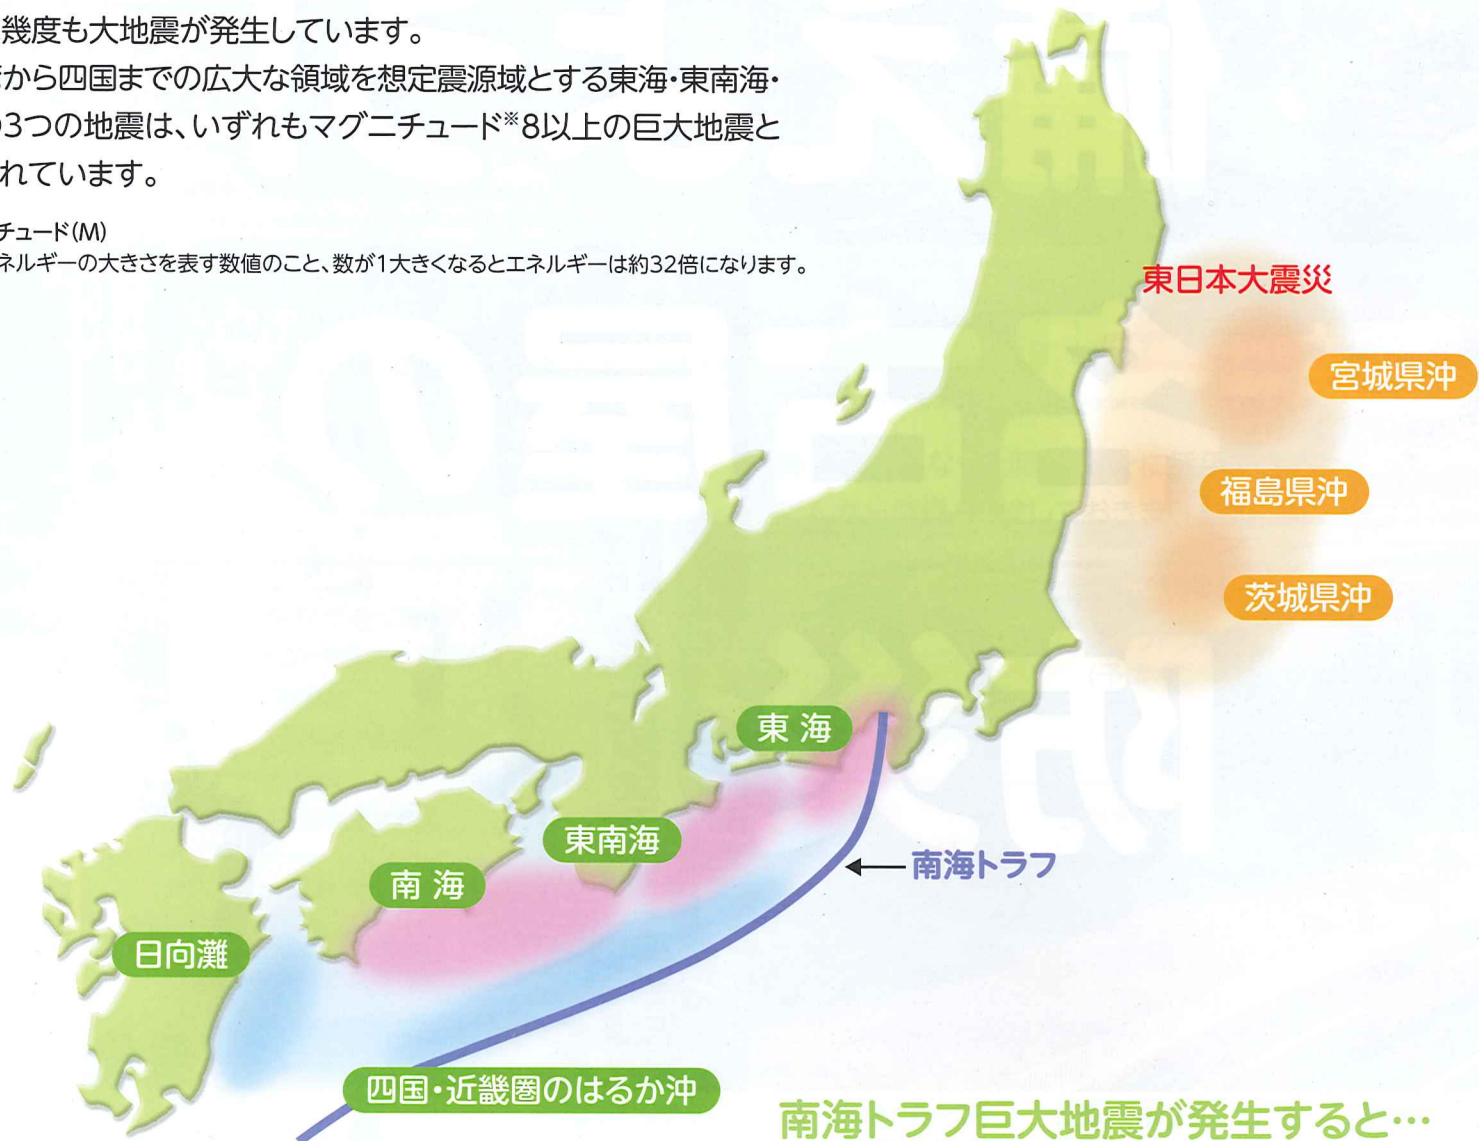 幾度も大地震が発生しています。
から四国までの広大な領域を想定震源域とする東海・東南海・
3つの地震は、いずれもマグニチュード※8以上の巨大地震と
れています。
チュード(M)
ネルギーの大きさを表す数値のこと、数が1大きくなるとエネルギーは約32倍になります。
東日本大震災
宮城県沖
福島県沖
茨城県沖
東海
東南海
南海トラフ
南海
日向灘
四国・近畿圏のはるか沖
南海トラフ巨大地震が発生すると…